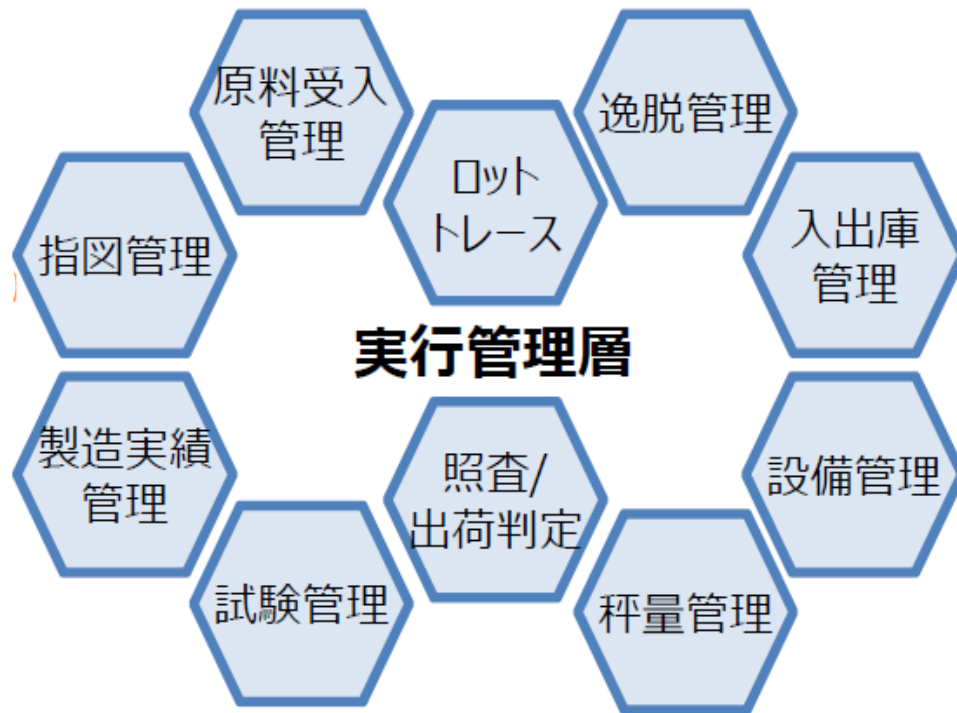 原料受入
管理
ロット
トレース
逸脱管理
指図管理
入出庫
管理
実行管理層
製造実績
管理
照査/
出荷判定
設備管理
試験管理
秤量管理